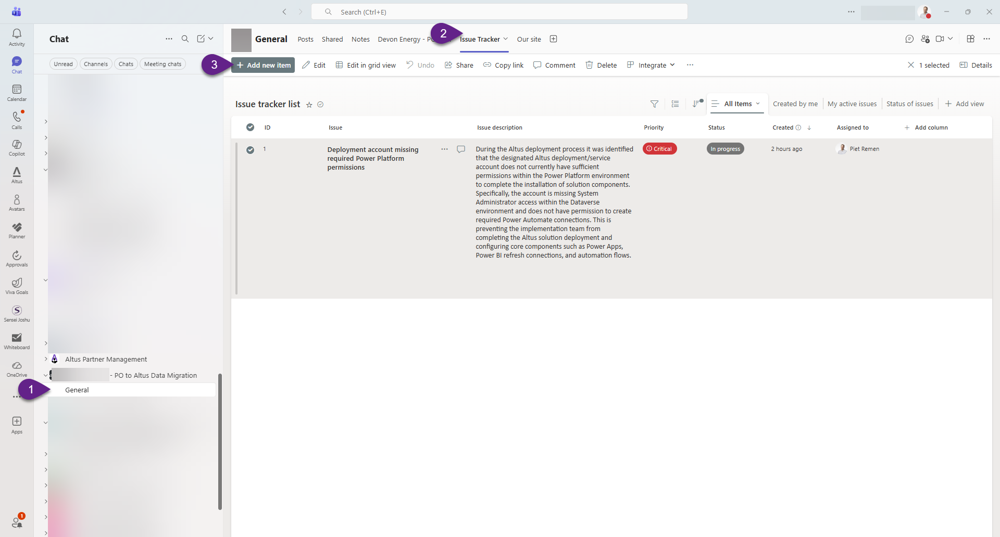 Search (Ctrl+E)
Activity
Chat
Calendar
Calls
Copilot
Altus
Avatars
Planner
Approvals
Viva Goals
Sensei Joshu
Whiteboard
OneDrive
Apps
1
Chat
Unread
Channels
Chats
Meeting chats
Altus Partner Management
- PO to Altus Data Migration
1
General
General
Posts
Shared
Notes
Devon Energy -
2
Issue Tracker
Our site
3
Add new item
Edit
Edit in grid view
Undo
Share
Copy link
Comment
Delete
Integrate
1 selected
Details
Issue tracker list
All Items
Created by me
My active issues
Status of issues
Add view
ID
Issue
Issue description
Priority
Status
Created
Assigned to
Add column
1
Deployment account missing
required Power Platform
permissions
During the Altus deployment process it was identified
that the designated Altus deployment/service
account does not currently have sufficient
permissions within the Power Platform environment
to complete the installation of solution components.
Specifically, the account is missing System
Administrator access within the Dataverse
environment and does not have permission to create
required Power Automate connections. This is
preventing the implementation team from
completing the Altus solution deployment and
configuring core components such as Power Apps,
Power BI refresh connections, and automation flows.
Critical
In progress
2 hours ago
Piet Remen